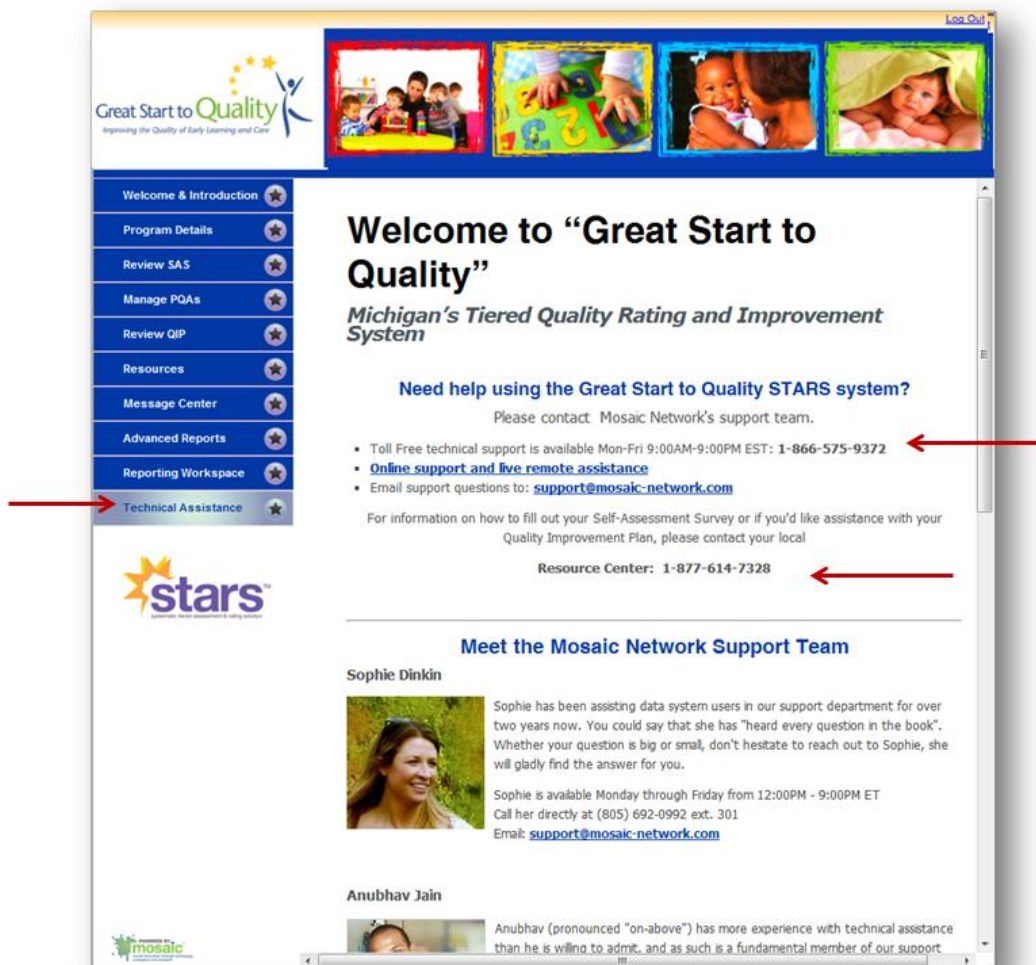 Log Out
Great Start to Quality
Improving the Quality of Early Learning and Care
Welcome & Introduction
Program Details
Review SAS
Manage PQAs
Review QIP
Resources
Message Center
Advanced Reports
Reporting Workspace
Technical Assistance
stars™
systematic tiered assessment & rating solution
POWERED BY
mosaic
Welcome to “Great Start to
Quality”
Michigan’s Tiered Quality Rating and Improvement
System
Need help using the Great Start to Quality STARS system?
Please contact Mosaic Network's support team.
▪ Toll Free technical support is available Mon-Fri 9:00AM-9:00PM EST: 1-866-575-9372
▪ Online support and live remote assistance
▪ Email support questions to: support@mosaic-network.com
For information on how to fill out your Self-Assessment Survey or if you'd like assistance with your
Quality Improvement Plan, please contact your local
Resource Center: 1-877-614-7328
Meet the Mosaic Network Support Team
Sophie Dinkin
Sophie has been assisting data system users in our support department for over
two years now. You could say that she has "heard every question in the book".
Whether your question is big or small, don't hesitate to reach out to Sophie, she
will gladly find the answer for you.
Sophie is available Monday through Friday from 12:00PM - 9:00PM ET
Call her directly at (805) 692-0992 ext. 301
Email: support@mosaic-network.com
Anubhav Jain
Anubhav (pronounced "on-above") has more experience with technical assistance
than he is willing to admit, and as such is a fundamental member of our support